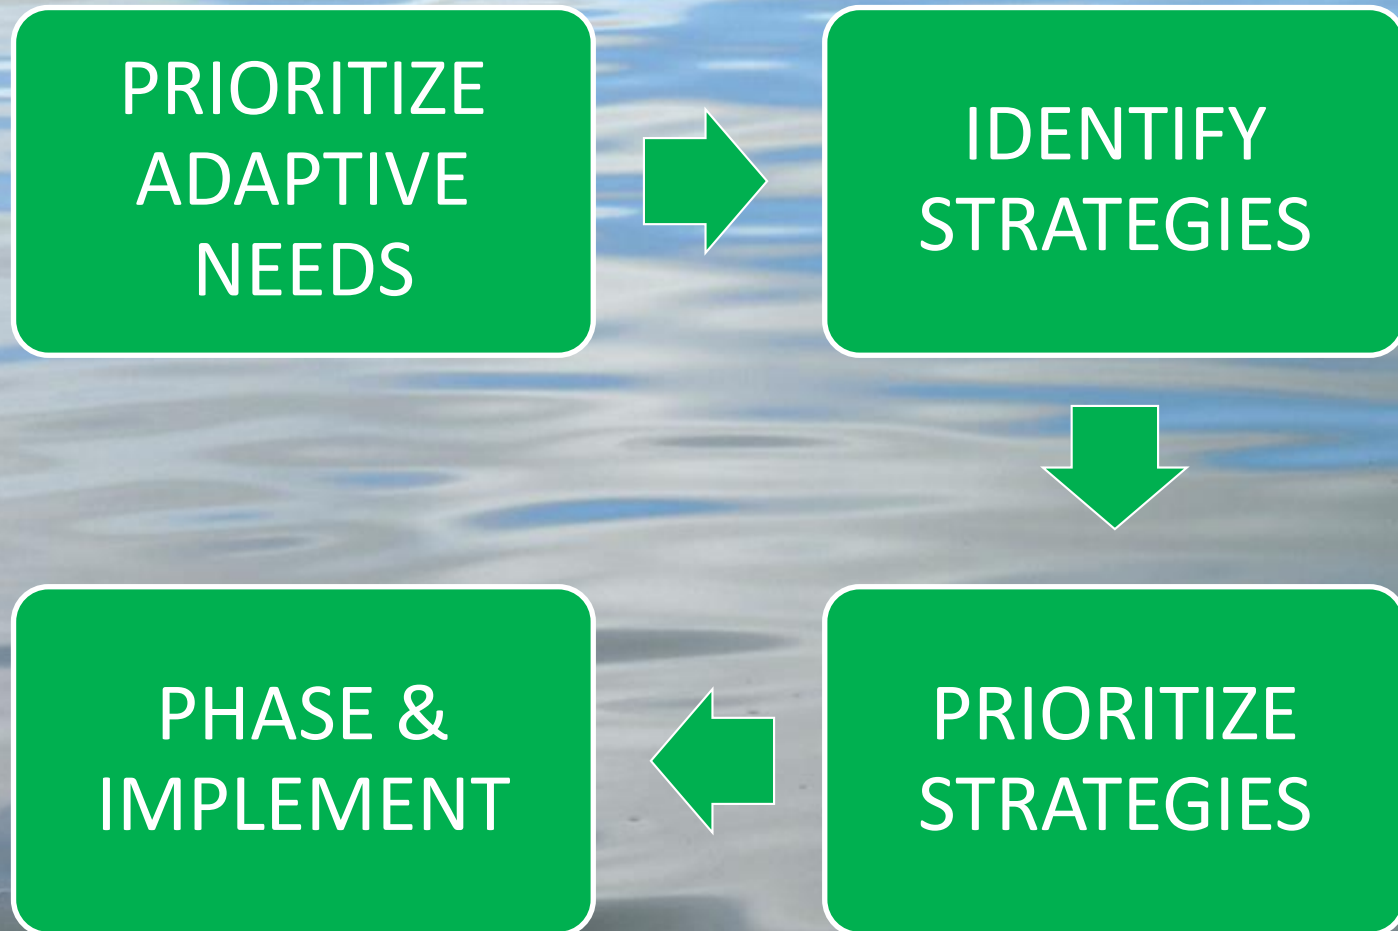 PRIORITIZE
ADAPTIVE
NEEDS
IDENTIFY
STRATEGIES
PRIORITIZE
STRATEGIES
PHASE &
IMPLEMENT